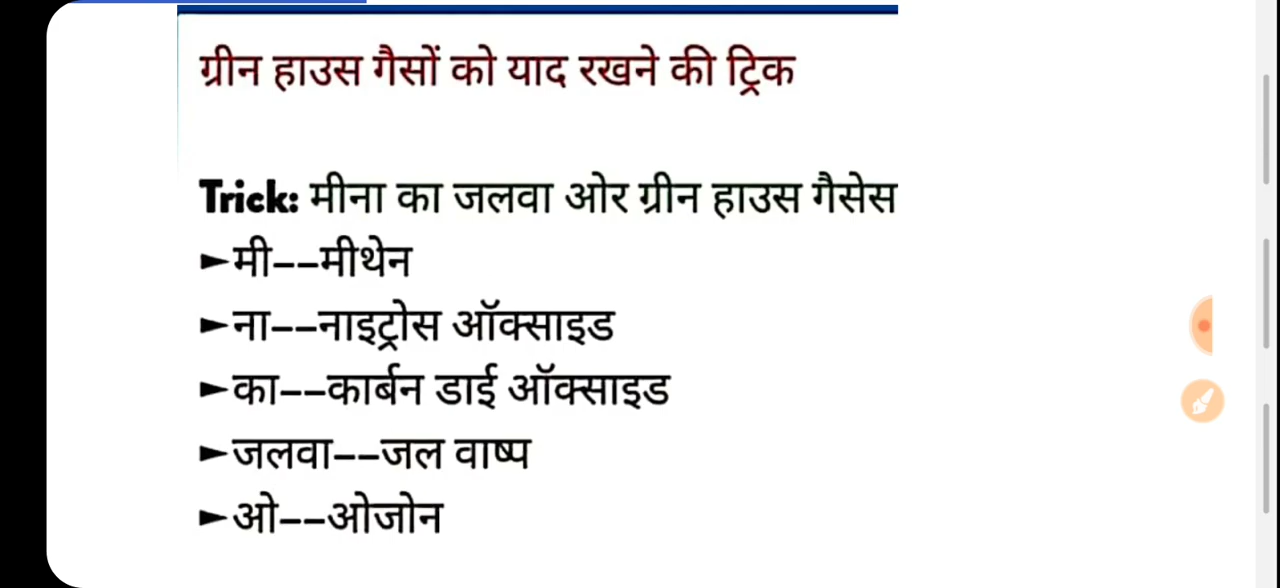 ग्रीन हाउस गैसों को याद रखने की ट्रिक
Trick: मीना का जलवा ओर ग्रीन हाउस गैसेस
►मी--मीथेन
►ना--नाइट्रोस ऑक्साइड
►का--कार्बन डाई ऑक्साइड
►जलवा--जल वाष्प
►ओ--ओजोन